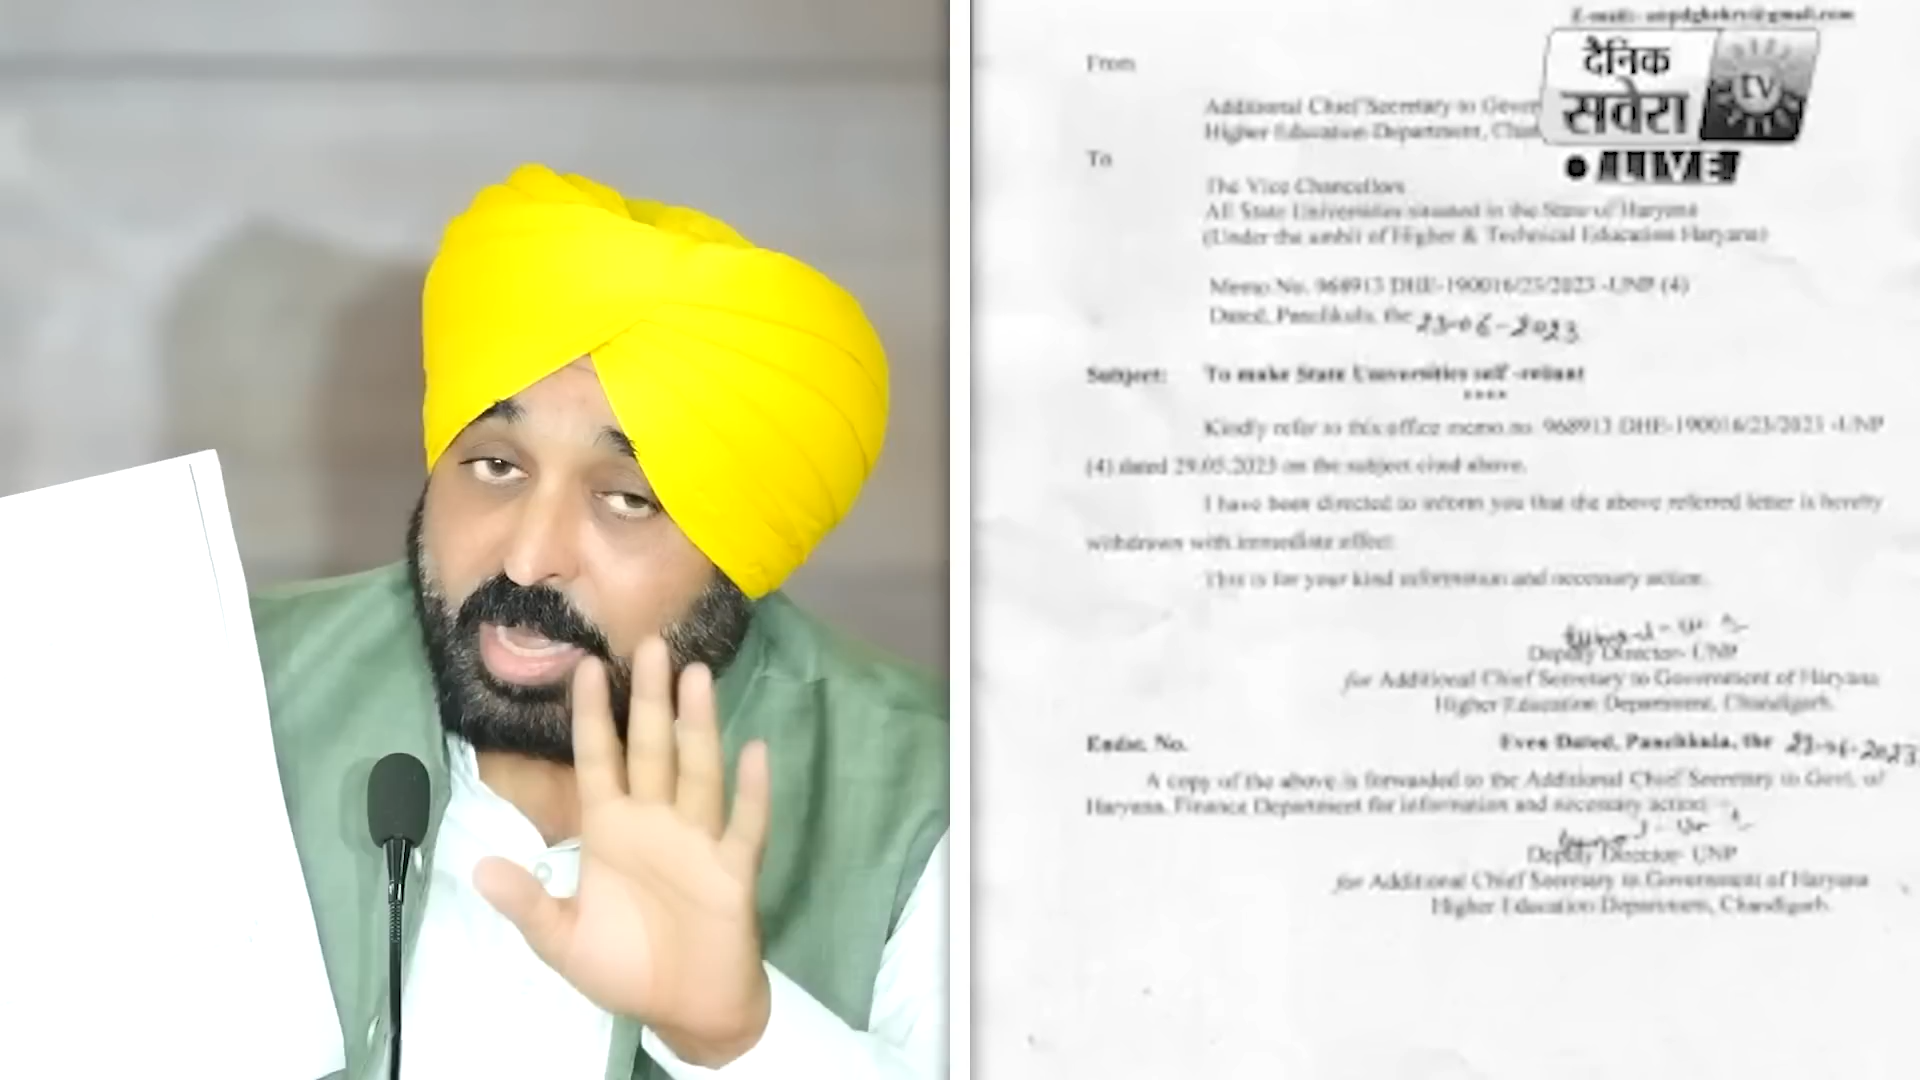 E-mail:- unpdghehry@gmail.com
From
Additional Chief Secretary to Gover
Higher Education Department, Chan
To
The Vice Chancellors
All State Universities situated in the State of Haryana
(Under the ambit of Higher & Technical Education Haryana)
Memo No. 968913 DHE-190016/23/2023 -UNP (4)
Dated, Panchkula, the 23-06-2023
Subject: To make State Universities self -reliant
****
Kindly refer to this office memo no. 968913 DHE-190016/23/2023 -UNP
(4) dated 29.05.2023 on the subject cited above.
I have been directed to inform you that the above referred letter is hereby
withdrawn with immediate effect.
This is for your kind information and necessary action.
Deputy Director- UNP
for Additional Chief Secretary to Government of Haryana
Higher Education Department, Chandigarh.
Endst. No. Even Dated, Panchkula, the 23-06-2023
A copy of the above is forwarded to the Additional Chief Secretary to Govt. of
Haryana, Finance Department for information and necessary action
Deputy Director- UNP
for Additional Chief Secretary to Government of Haryana
Higher Education Department, Chandigarh.
दैनिक
सवेरा
tv
LIVE